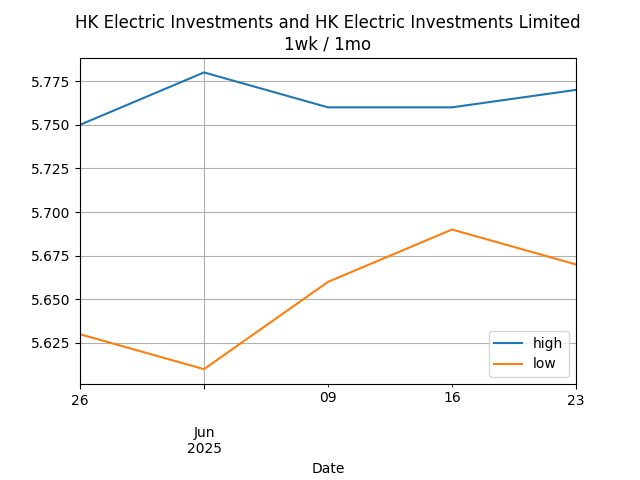 HK Electric Investments and HK Electric Investments Limited
1wk / 1mo
5.775
5.750
5.725
5.700
5.675
5.650
5.625
high
low
26
09
16
23
Jun
2025
Date